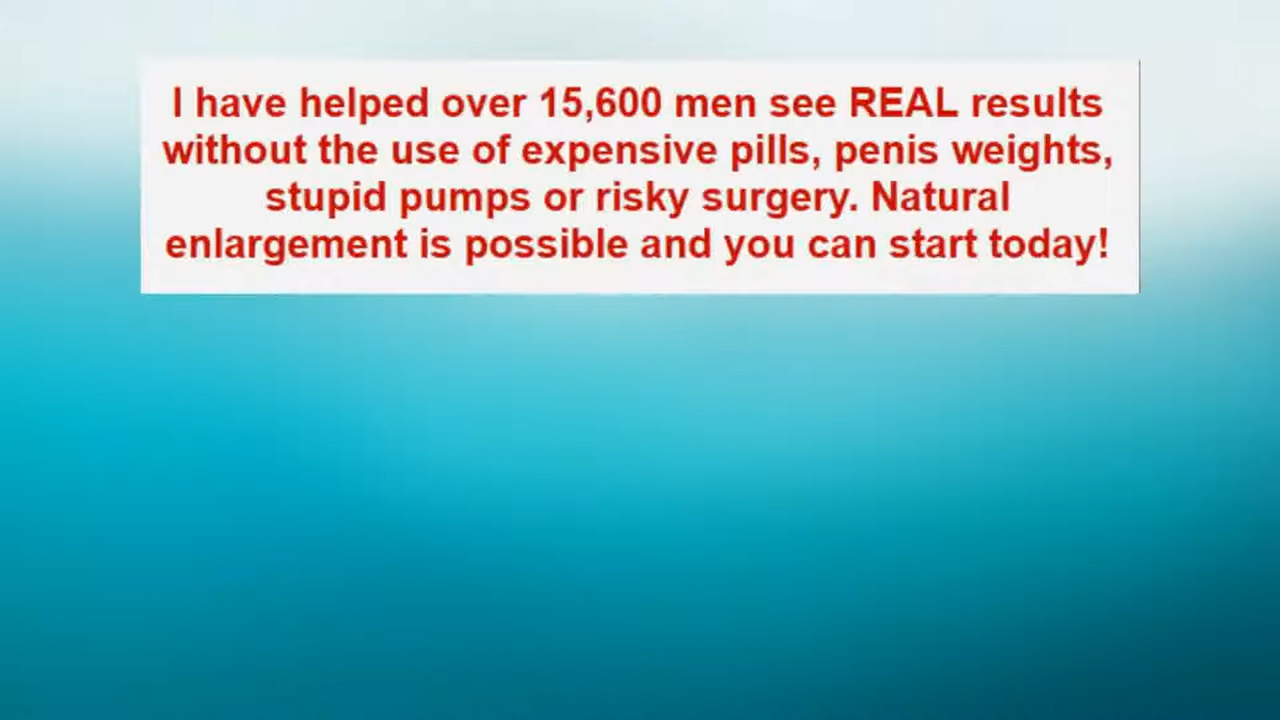 I have helped over 15,600 men see REAL results
without the use of expensive pills, penis weights,
stupid pumps or risky surgery. Natural
enlargement is possible and you can start today!